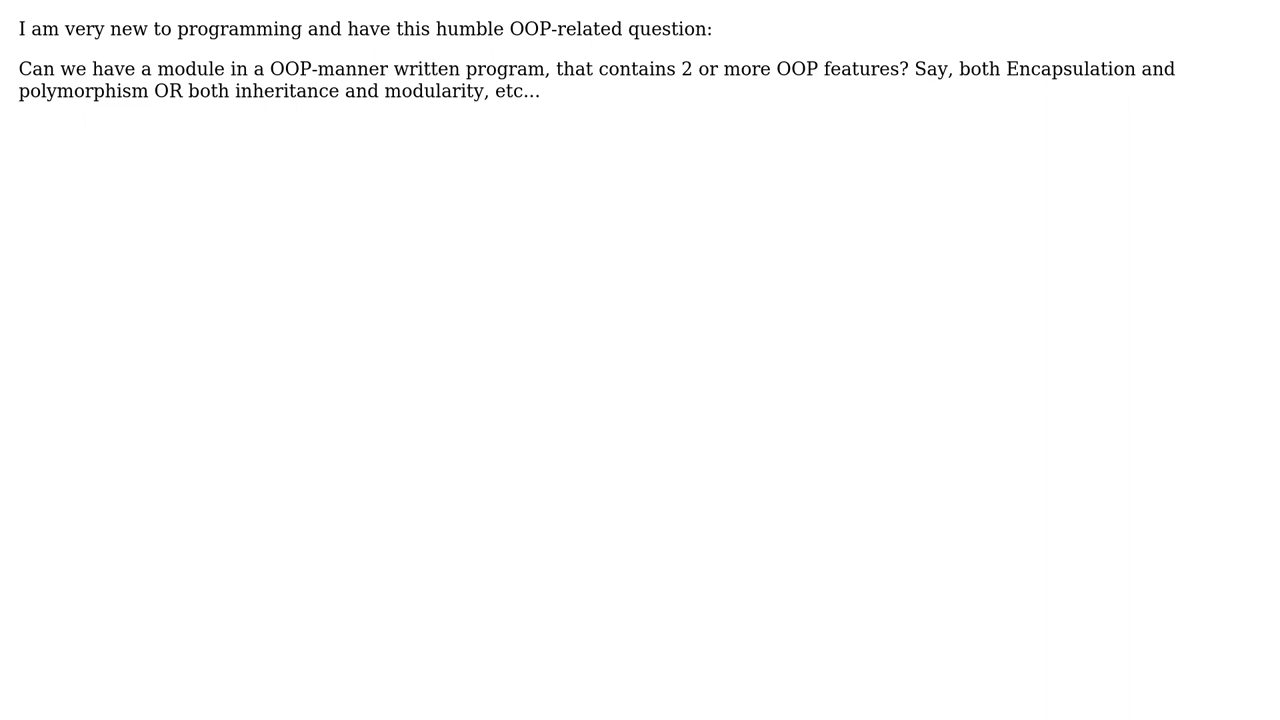 I am very new to programming and have this humble OOP-related question:
Can we have a module in a OOP-manner written program, that contains 2 or more OOP features? Say, both Encapsulation and
polymorphism OR both inheritance and modularity, etc...